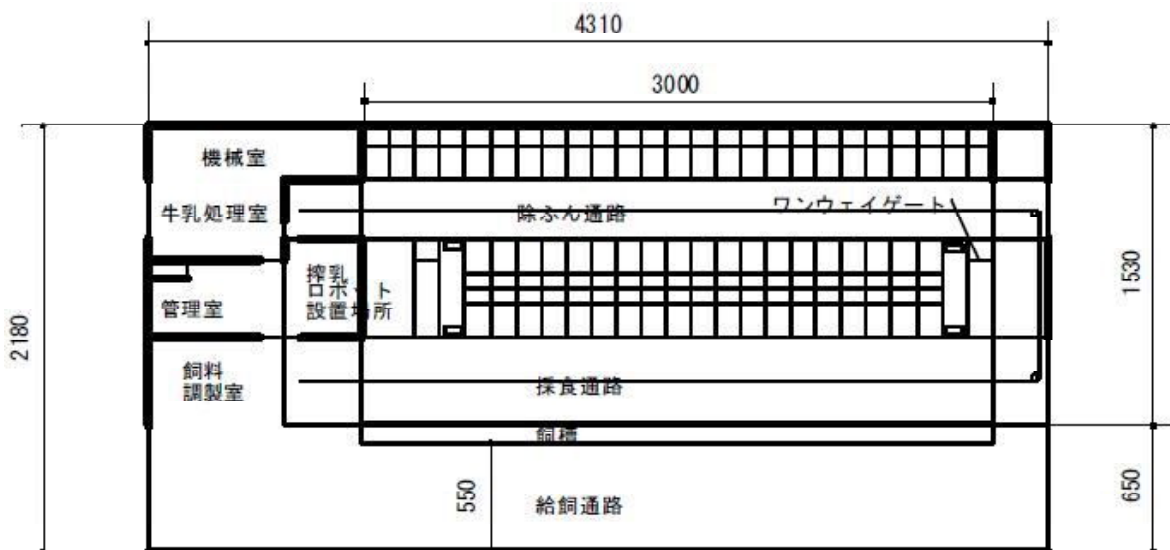 4310
3000
機械室
牛乳処理室
除ふん通路
ワンウェイゲート
搾乳
ロボット
設置場所
管理室
1530
2180
飼料
調製室
採食通路
飼槽
550
給飼通路
650